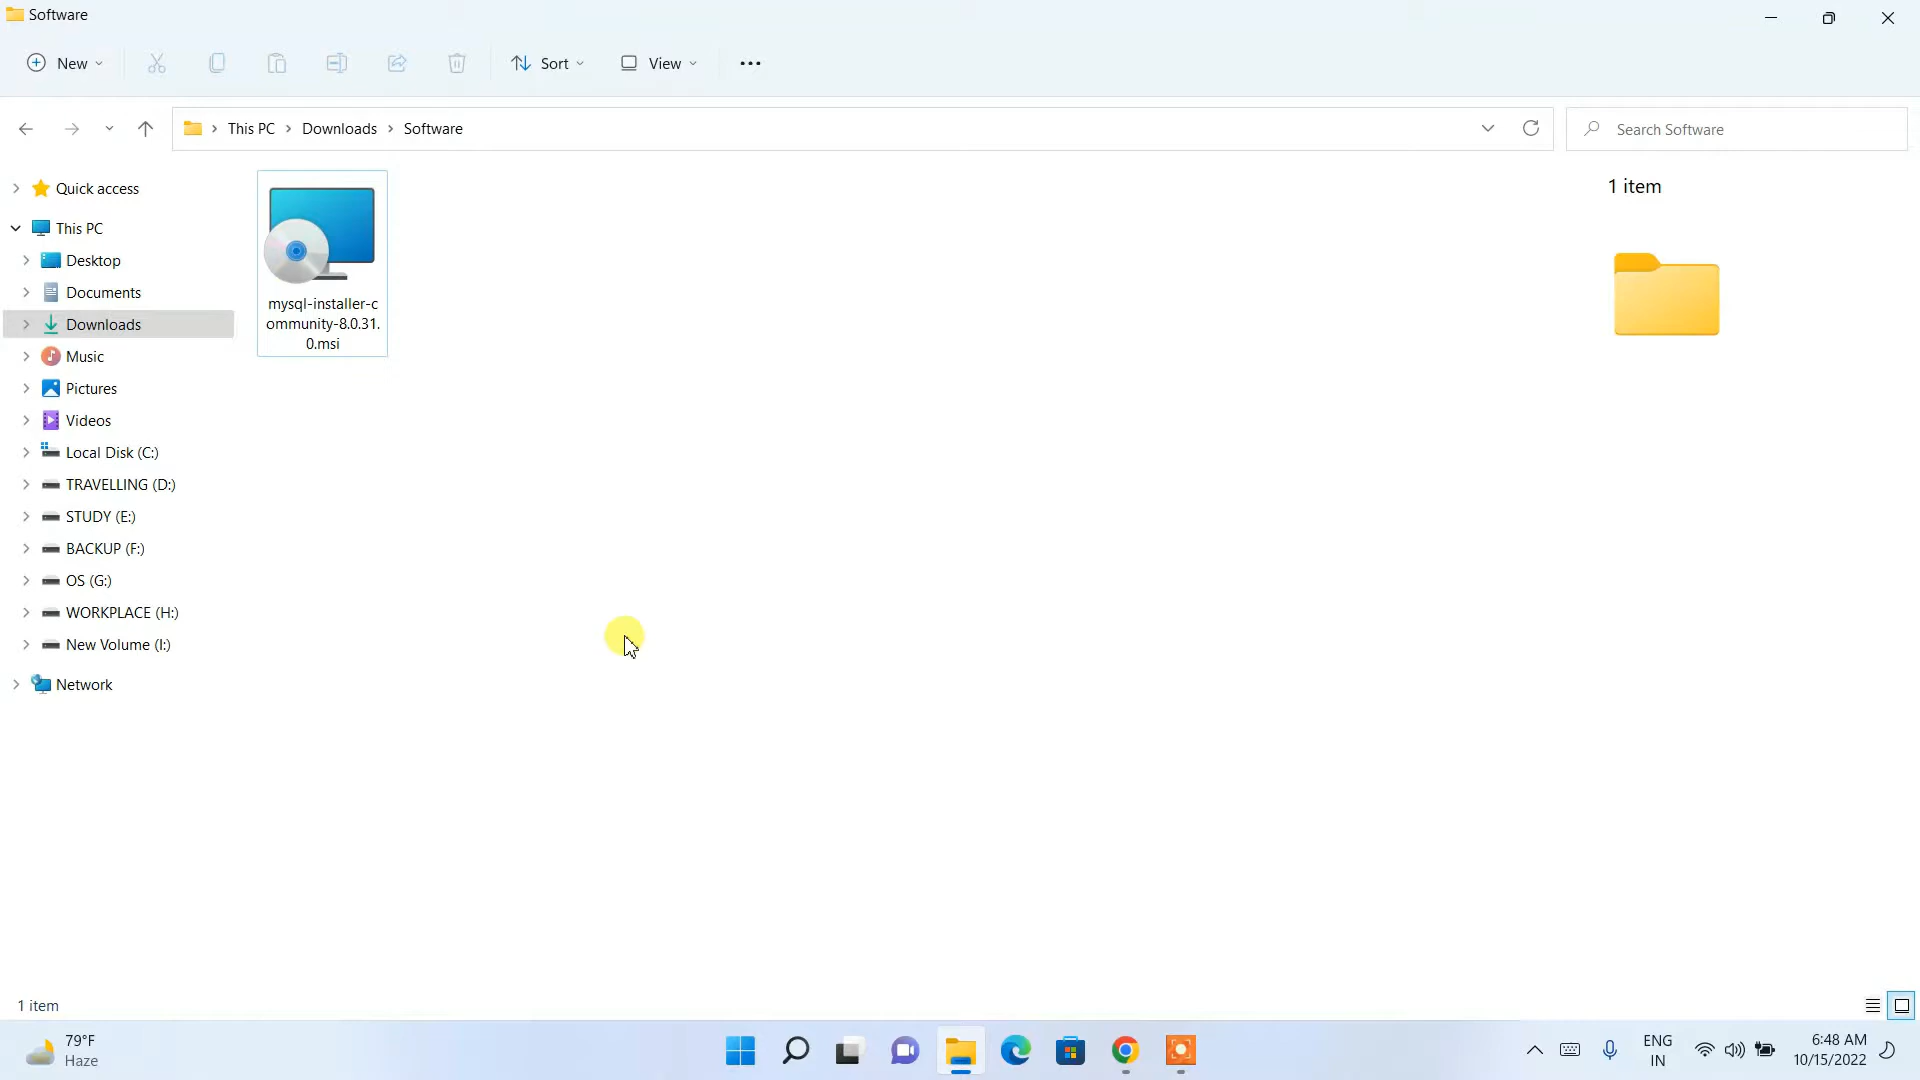 Software
New
Sort
View
This PC
Downloads
Software
Search Software
Quick access
This PC
Desktop
Documents
Downloads
Music
Pictures
Videos
Local Disk (C:)
TRAVELLING (D:)
STUDY (E:)
BACKUP (F:)
OS (G:)
WORKPLACE (H:)
New Volume (I:)
Network
mysql-installer-c
ommunity-8.0.31.
0.msi
1 item
1 item
79°F
Haze
ENG
IN
6:48 AM
10/15/2022